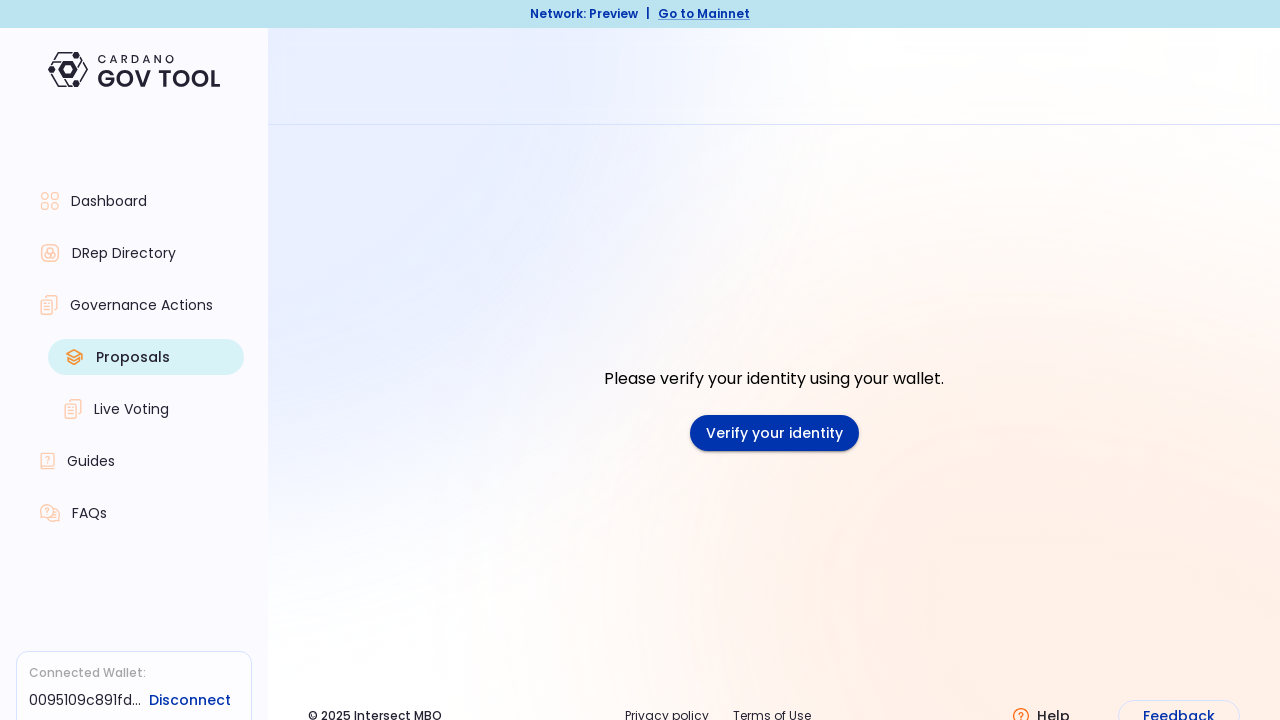 Network: Preview | Go to Mainnet
CARDANO
GOV TOOL
Dashboard
DRep Directory
Governance Actions
Proposals
Live Voting
Guides
FAQs
Please verify your identity using your wallet.
Verify your identity
Connected Wallet:
0095109c891fd... Disconnect
© 2025 Intersect MBO Privacy policy Terms of Use Help Feedback